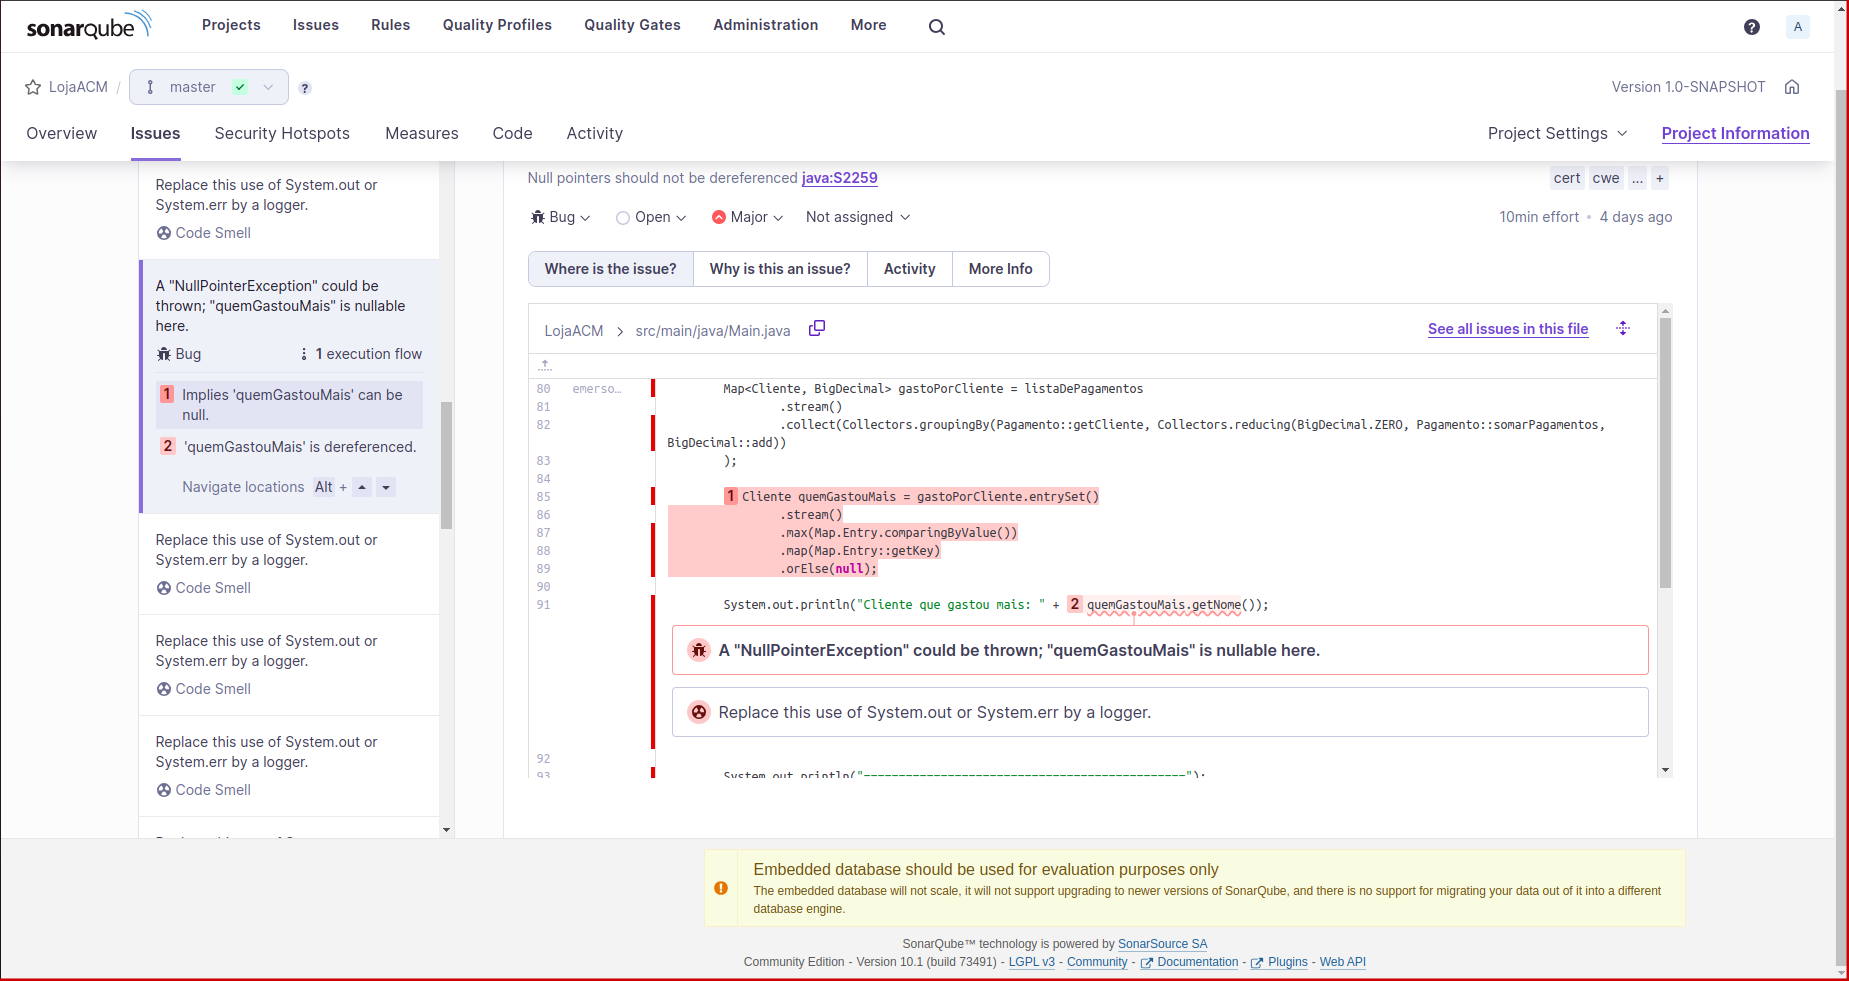 sonarqube
Projects Issues Rules Quality Profiles Quality Gates Administration More
? A
LojaACM / master ?
Version 1.0-SNAPSHOT
Overview Issues Security Hotspots Measures Code Activity
Project Settings Project Information
Replace this use of System.out or
System.err by a logger.
Code Smell
A "NullPointerException" could be
thrown; "quemGastouMais" is nullable
here.
Bug 1 execution flow
1 Implies 'quemGastouMais' can be
null.
2 'quemGastouMais' is dereferenced.
Navigate locations Alt +
Replace this use of System.out or
System.err by a logger.
Code Smell
Replace this use of System.out or
System.err by a logger.
Code Smell
Replace this use of System.out or
System.err by a logger.
Code Smell
Null pointers should not be dereferenced java:S2259
cert cwe ... +
Bug Open Major Not assigned
10min effort • 4 days ago
Where is the issue? Why is this an issue? Activity More Info
LojaACM > src/main/java/Main.java
See all issues in this file
80 emerso... Map<Cliente, BigDecimal> gastoPorCliente = listaDePagamentos
81 .stream()
82 .collect(Collectors.groupingBy(Pagamento::getCliente, Collectors.reducing(BigDecimal.ZERO, Pagamento::somarPagamentos,
BigDecimal::add))
83 );
84
85 1 Cliente quemGastouMais = gastoPorCliente.entrySet()
86 .stream()
87 .max(Map.Entry.comparingByValue())
88 .map(Map.Entry::getKey)
89 .orElse(null);
90
91 System.out.println("Cliente que gastou mais: " + 2 quemGastouMais.getNome());
A "NullPointerException" could be thrown; "quemGastouMais" is nullable here.
Replace this use of System.out or System.err by a logger.
92
93 System.out.println("==============================================");
Embedded database should be used for evaluation purposes only
The embedded database will not scale, it will not support upgrading to newer versions of SonarQube, and there is no support for migrating your data out of it into a different
database engine.
SonarQube™ technology is powered by SonarSource SA
Community Edition - Version 10.1 (build 73491) - LGPL v3 - Community - Documentation - Plugins - Web API